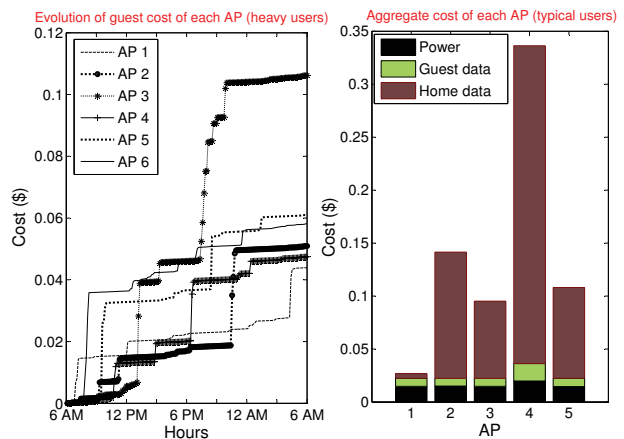 Evolution of guest cost of each AP (heavy users)
0.12
0.1
0.08
0.06
0.04
0.02
0
Cost ($)
AP 1
AP 2
AP 3
AP 4
AP 5
AP 6
6 AM
12 PM
6 PM
12 AM
6 AM
Hours
Aggregate cost of each AP (typical users)
0.35
0.3
0.25
0.2
0.15
0.1
0.05
0
Cost ($)
Power
Guest data
Home data
1
2
3
4
5
AP